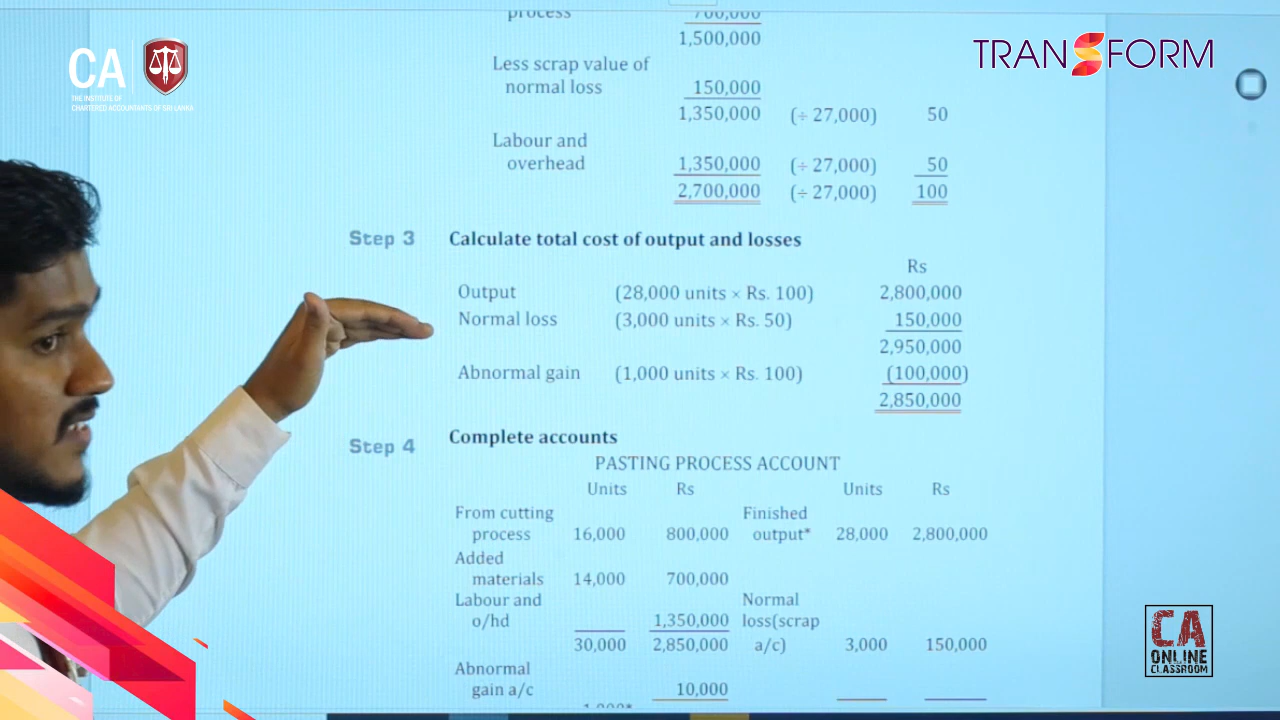 process 700,000
1,500,000
Less scrap value of
normal loss 150,000
1,350,000 (÷ 27,000) 50
Labour and
overhead 1,350,000 (÷ 27,000) 50
2,700,000 (÷ 27,000) 100
Step 3 Calculate total cost of output and losses
Rs
Output (28,000 units × Rs. 100) 2,800,000
Normal loss (3,000 units × Rs. 50) 150,000
2,950,000
Abnormal gain (1,000 units × Rs. 100) (100,000)
2,850,000
Step 4 Complete accounts
PASTING PROCESS ACCOUNT
Units Rs Units Rs
From cutting Finished
process 16,000 800,000 output* 28,000 2,800,000
Added
materials 14,000 700,000
Labour and Normal
o/hd 1,350,000 loss(scrap
30,000 2,850,000 a/c) 3,000 150,000
Abnormal
gain a/c 10,000
CA
THE INSTITUTE OF
CHARTERED ACCOUNTANTS OF SRI LANKA
TRANSFORM
CA
ONLINE
CLASSROOM